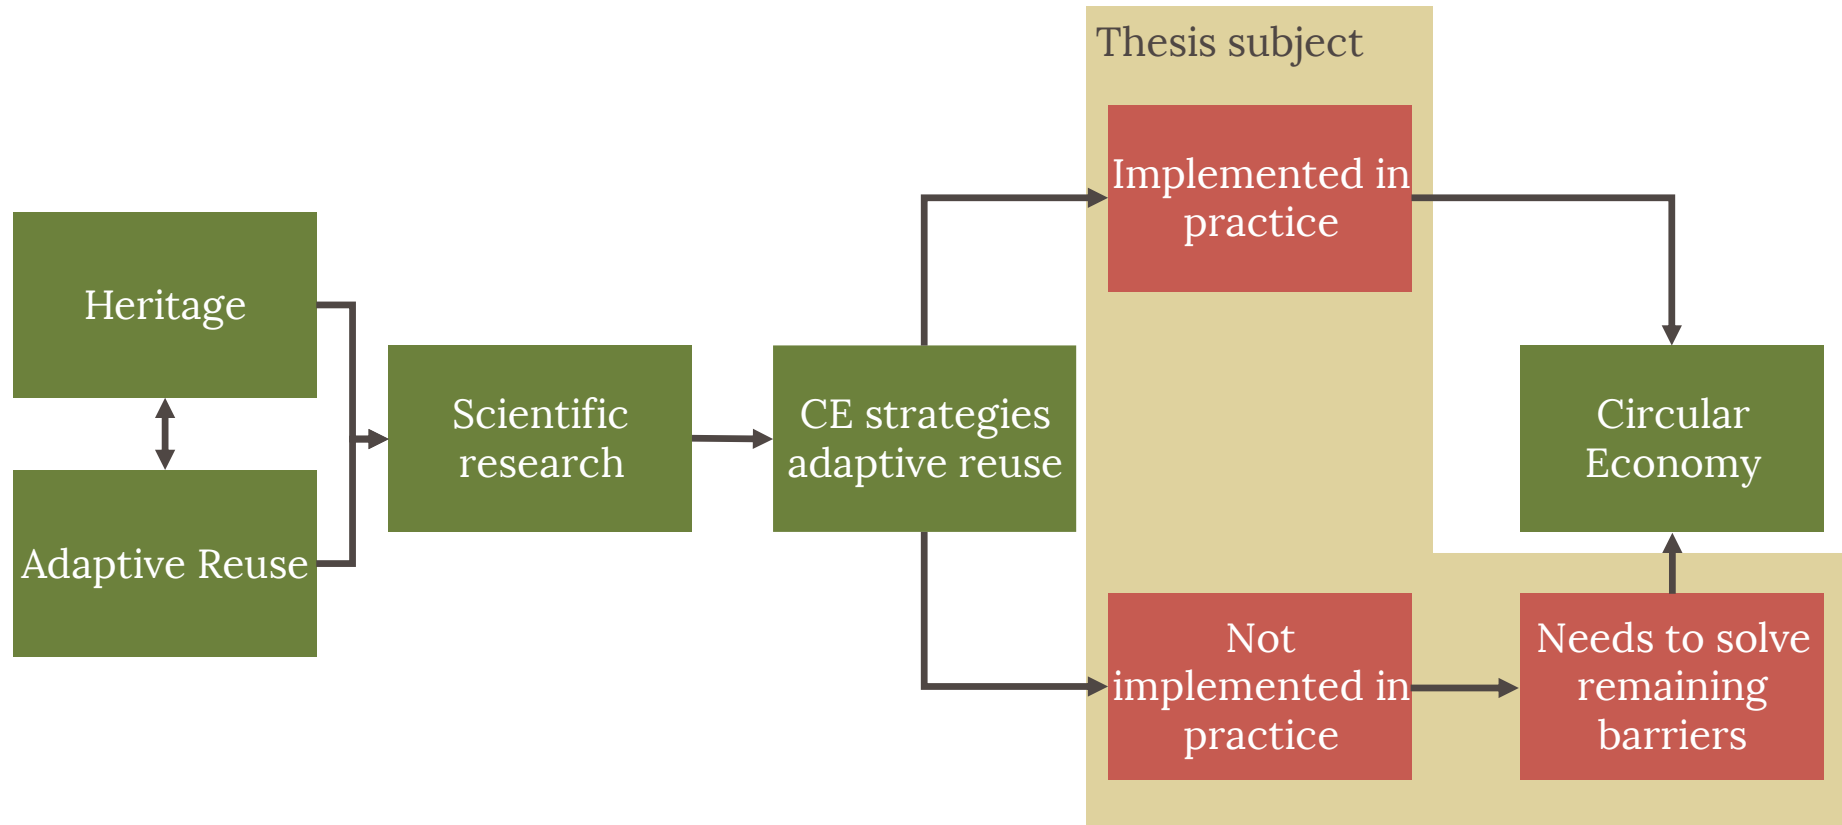 Thesis subject
Implemented in
practice
Heritage
Adaptive Reuse
Scientific
research
CE strategies
adaptive reuse
Circular
Economy
Not
implemented in
practice
Needs to solve
remaining
barriers